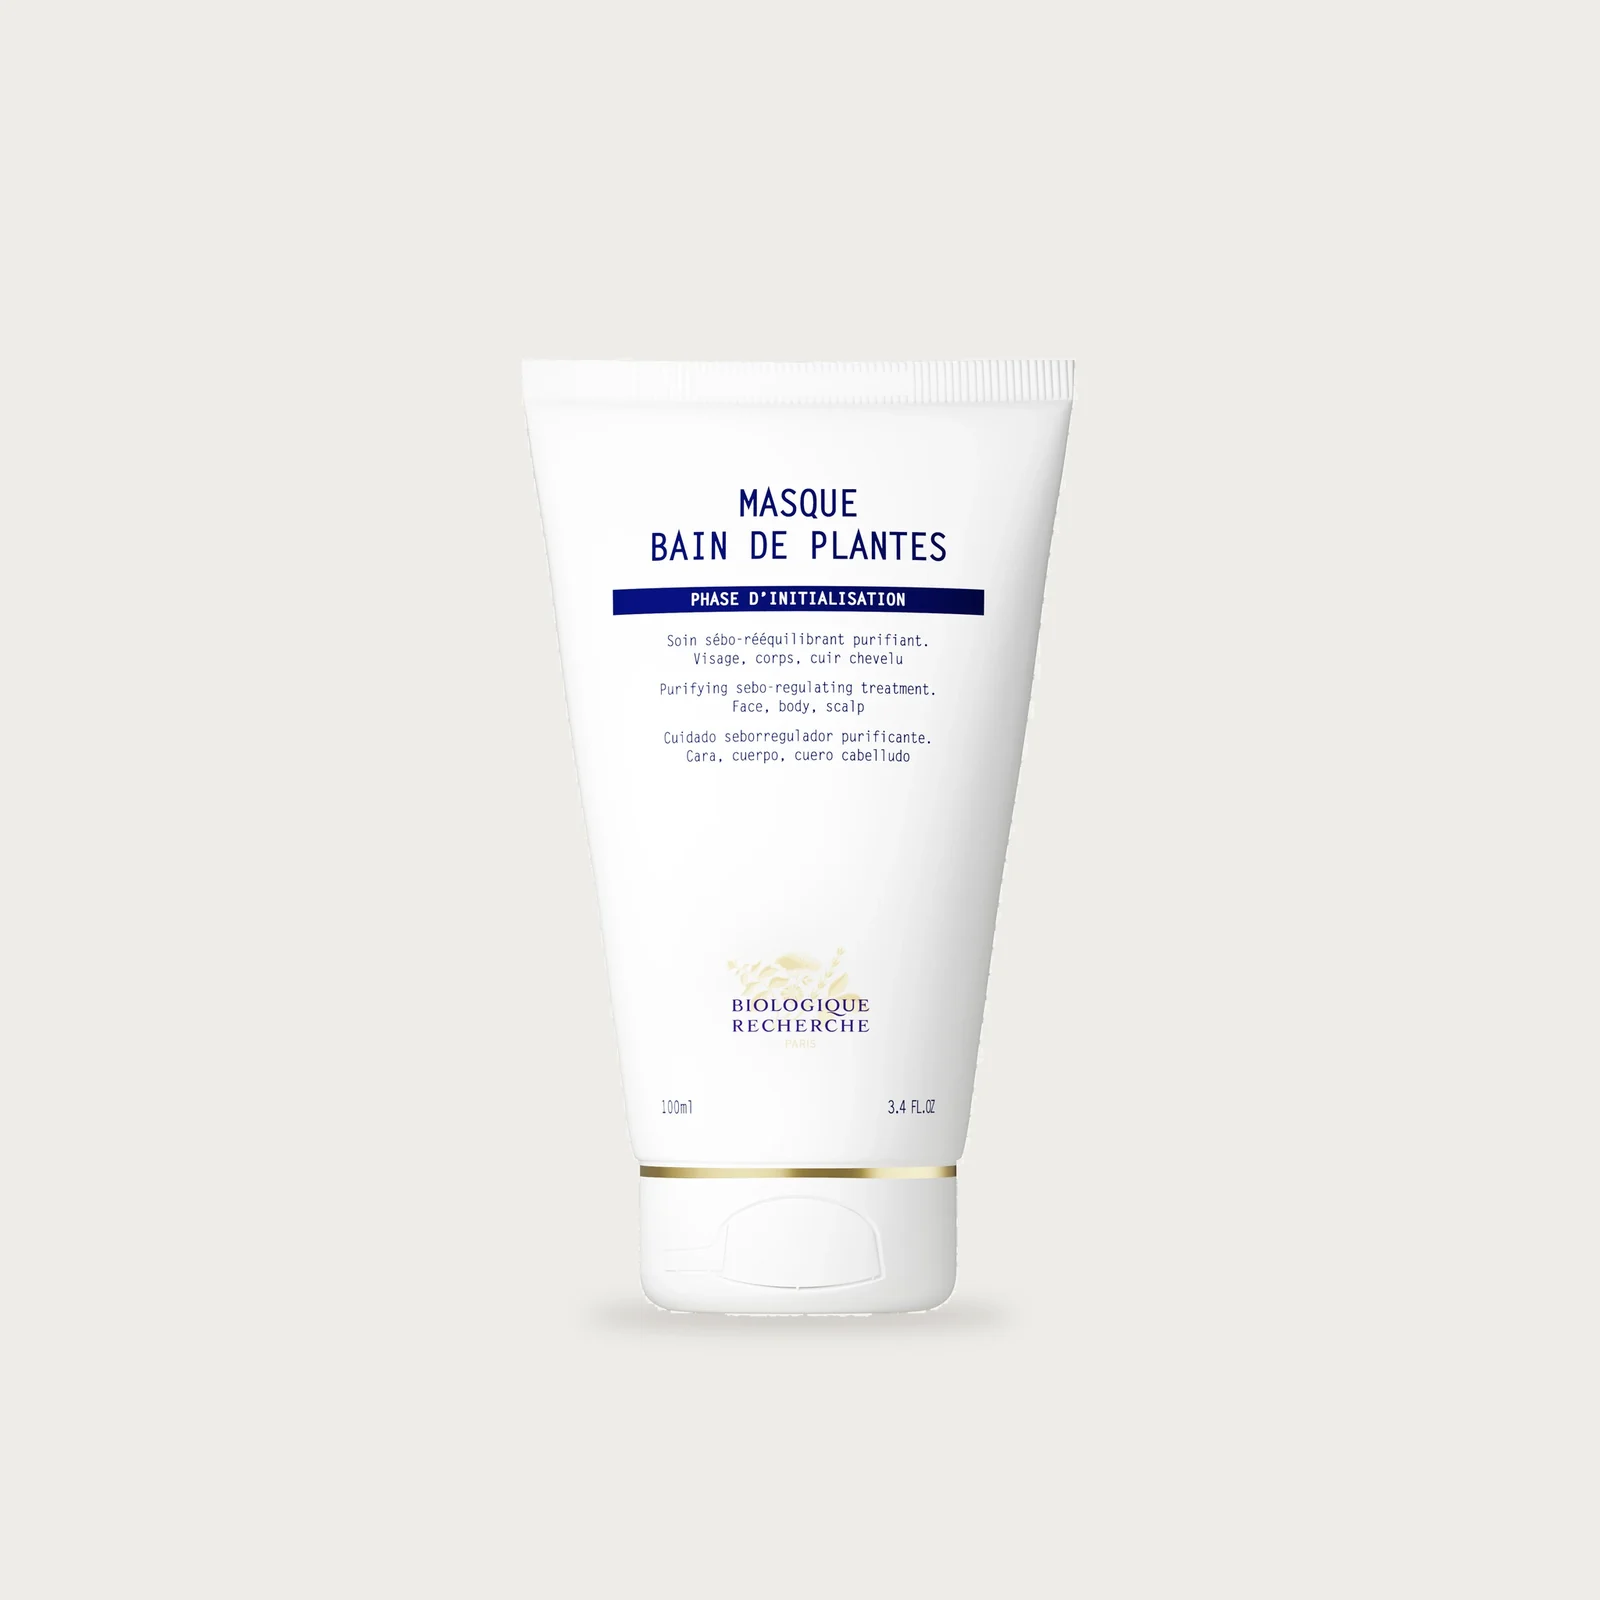 MASQUE
BAIN DE PLANTES
PHASE D'INITIALISATION
Soin sébo-rééquilibrant purifiant.
Visage, corps, cuir chevelu
Purifying sebo-regulating treatment.
Face, body, scalp
Cuidado seborregulador purificante.
Cara, cuerpo, cuero cabelludo
BIOLOGIQUE
RECHERCHE
PARIS
100ml 3.4 FL.OZ